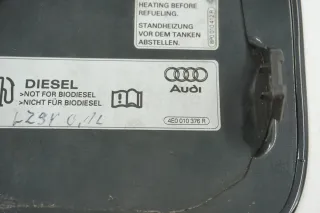 HEATING BEFORE
REFUELING.
STANDHEIZUNG
VOR DEM TANKEN
ABSTELLEN.
DIESEL
>NOT FOR BIODIESEL
>NICHT FÜR BIODIESEL
Audi
4E0 010 376 R